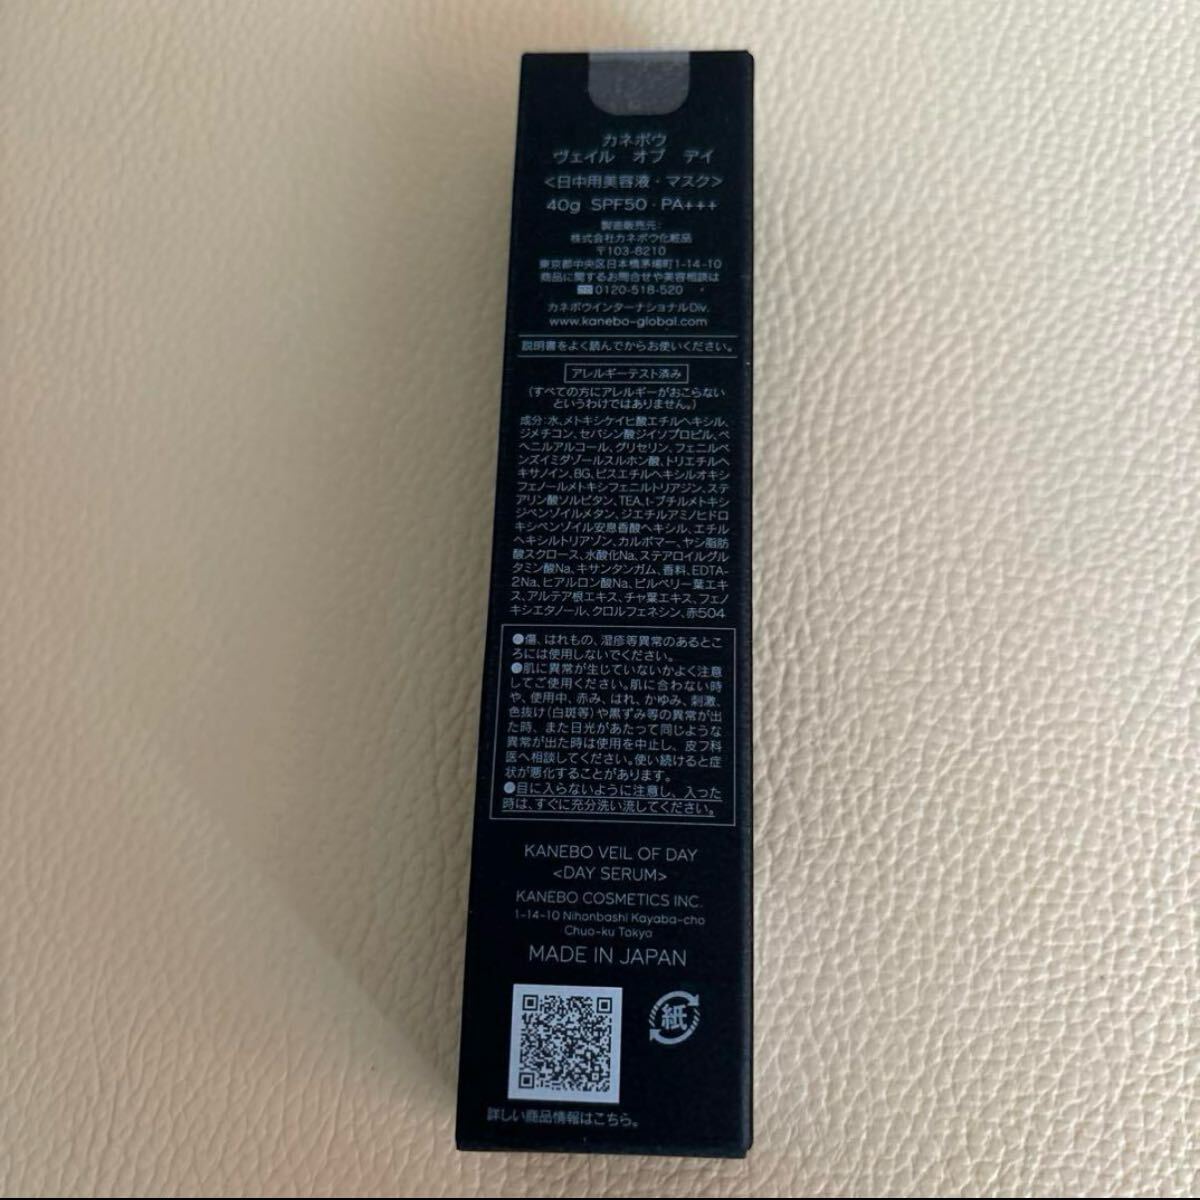 カネボウ
ヴェイル オブ デイ
<日中用美容液・マスク>
40g SPF50・PA+++
製造販売元:
株式会社カネボウ化粧品
〒103-8210
東京都中央区日本橋茅場町1-14-10
商品に関するお問合せや美容相談は
0120-518-520
カネボウインターナショナルDiv.
www.kanebo-global.com
説明書をよく読んでからお使いください。
アレルギーテスト済み
(すべての方にアレルギーがおこらない
というわけではありません。)
成分:水、メトキシケイヒ酸エチルヘキシル、
ジメチコン、セバシン酸ジイソプロピル、ベ
ヘニルアルコール、グリセリン、フェニルベ
ンズイミダゾールスルホン酸、トリエチルヘ
キサノイン、BG、ビスエチルヘキシルオキシ
フェノールメトキシフェニルトリアジン、ステ
アリン酸ソルビタン、TEA、t-ブチルメトキシ
ジベンゾイルメタン、ジエチルアミノヒドロ
キシベンゾイル安息香酸ヘキシル、エチル
ヘキシルトリアゾン、カルボマー、ヤシ脂肪
酸スクロース、水酸化Na、ステアロイルグル
タミン酸Na、キサンタンガム、香料、EDTA-
2Na、ヒアルロン酸Na、ビルベリー葉エキ
ス、アルテア根エキス、チャ葉エキス、フェノ
キシエタノール、クロルフェネシン、赤504
●傷、はれもの、湿疹等異常のあるとこ
ろには使用しないでください。
●肌に異常が生じていないかよく注意
してご使用ください。肌に合わない時
や、使用中、赤み、はれ、かゆみ、刺激、
色抜け(白斑等)や黒ずみ等の異常が出
た時、また日光があたって同じような
異常が出た時は使用を中止し、皮フ科
医へ相談してください。使い続けると症
状が悪化することがあります。
●目に入らないように注意し、入った
時は、すぐに充分洗い流してください。
KANEBO VEIL OF DAY
<DAY SERUM>
KANEBO COSMETICS INC.
1-14-10 Nihonbashi Kayaba-cho
Chuo-ku Tokyo
MADE IN JAPAN
紙
詳しい商品情報はこちら。